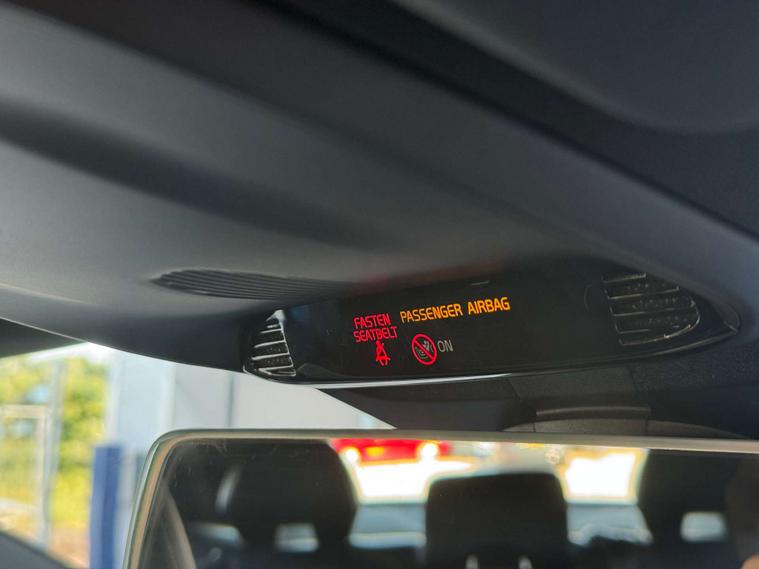 FASTEN
SEATBELT
PASSENGER AIRBAG
ON